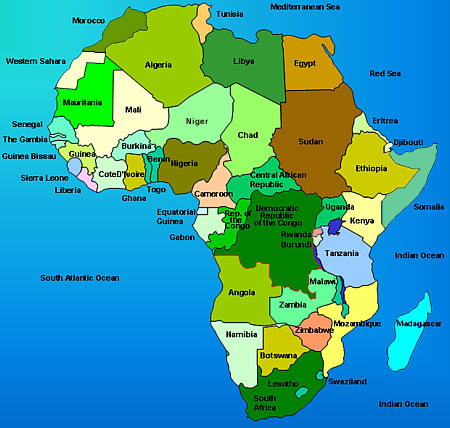 Mediterranean Sea
Tunisia
Morocco
Western Sahara
Algeria
Libya
Egypt
Red Sea
Mauritania
Mali
Niger
Chad
Sudan
Eritrea
Djibouti
Senegal
The Gambia
Guinea Bissau
Guinea
Sierra Leone
Liberia
Burkina
Coted'Ivoire
Ghana
Togo
Benin
Nigeria
Cameroon
Central African
Republic
Ethiopia
Somalia
Equatorial
Guinea
Gabon
Rep. of
the
Congo
Democratic
Republic
of the Congo
Uganda
Kenya
Rwanda
Burundi
Tanzania
Indian Ocean
South Atlantic Ocean
Angola
Zambia
Malawi
Mozambique
Madagascar
Namibia
Zimbabwe
Botswana
Swaziland
Lesotho
South
Africa
Indian Ocean